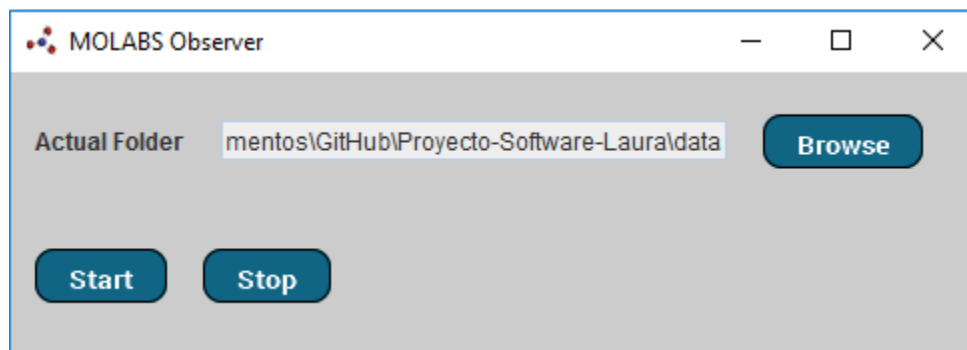 MOLABS Observer
Actual Folder mentos\GitHub\Proyecto-Software-Laura\data Browse
Start Stop